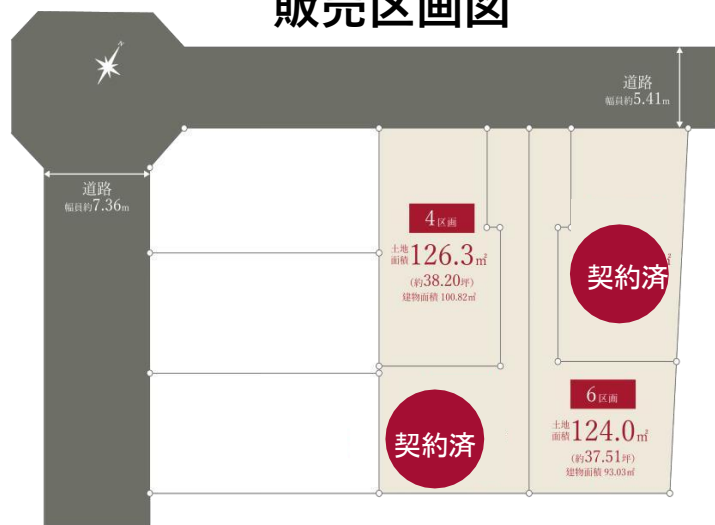 販売区画図
N
道路
幅員約5.41m
道路
幅員約7.36m
4区画
土地
面積126.3㎡
(約38.20坪)
建物面積 100.82㎡
契約済
契約済
6区画
土地
面積124.0㎡
(約37.51坪)
建物面積 93.03㎡